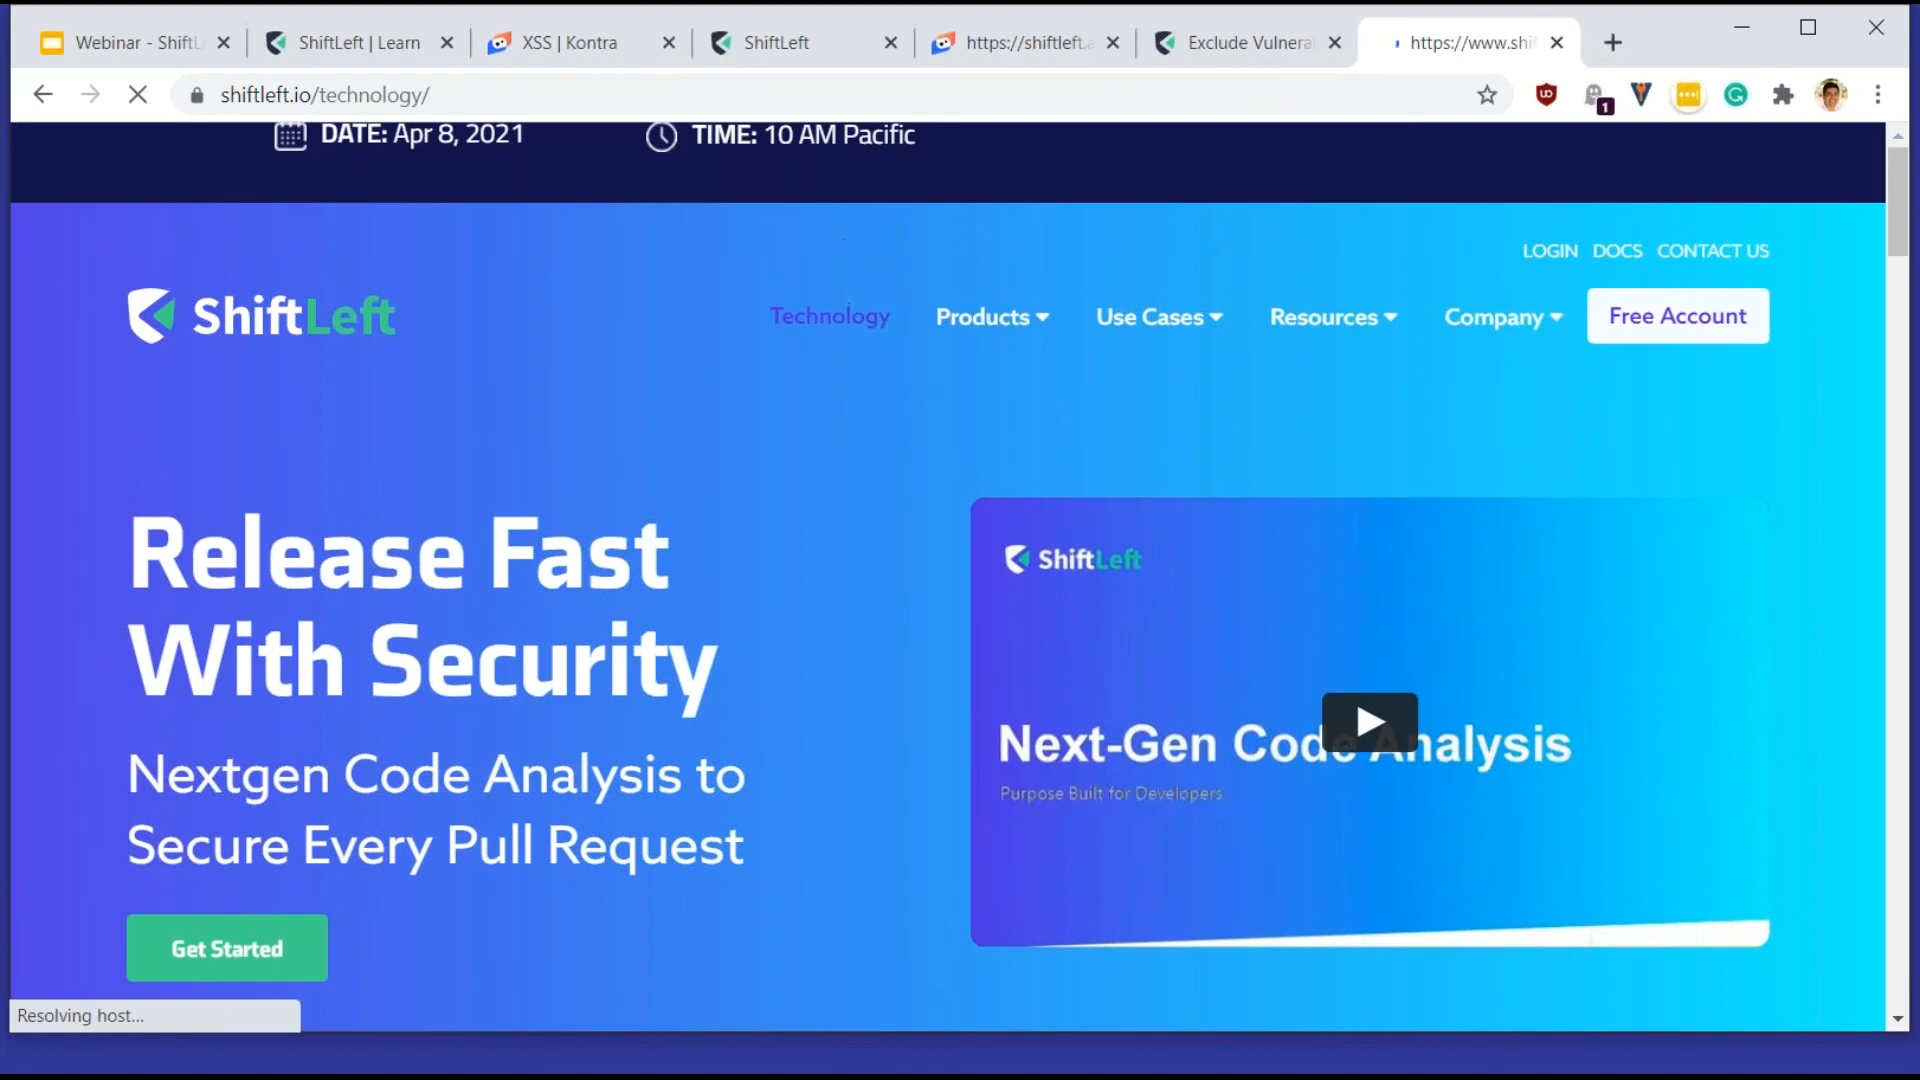 Webinar - ShiftL
ShiftLeft | Learn
XSS | Kontra
ShiftLeft
https://shiftleft.a
Exclude Vulnera
https://www.shif
shiftleft.io/technology/
1
DATE: Apr 8, 2021
TIME: 10 AM Pacific
LOGIN DOCS CONTACT US
ShiftLeft
Technology
Products
Use Cases
Resources
Company
Free Account
Release Fast
With Security
Nextgen Code Analysis to
Secure Every Pull Request
Get Started
ShiftLeft
Next-Gen Code Analysis
Purpose Built for Developers
Resolving host...